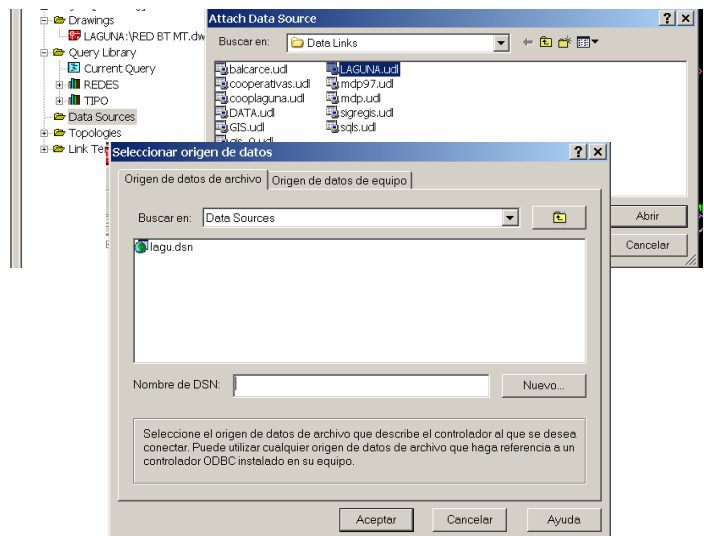 Drawings
LAGUNA:\RED BT MT.dw
Query Library
Current Query
REDES
TIPO
Data Sources
Topologies
Link Te
Attach Data Source
Buscar en: Data Links
balcarce.udl
cooperativas.udl
cooplaguna.udl
DATA.udl
GIS.udl
LAGUNA.udl
mdp97.udl
mdp.udl
sigregis.udl
sqls.udl
Abrir
Cancelar
Seleccionar origen de datos
Origen de datos de archivo
Origen de datos de equipo
Buscar en: Data Sources
lagu.dsn
Nombre de DSN:
Nuevo...
Seleccione el origen de datos de archivo que describe el controlador al que se desea
conectar. Puede utilizar cualquier origen de datos de archivo que haga referencia a un
controlador ODBC instalado en su equipo.
Aceptar
Cancelar
Ayuda